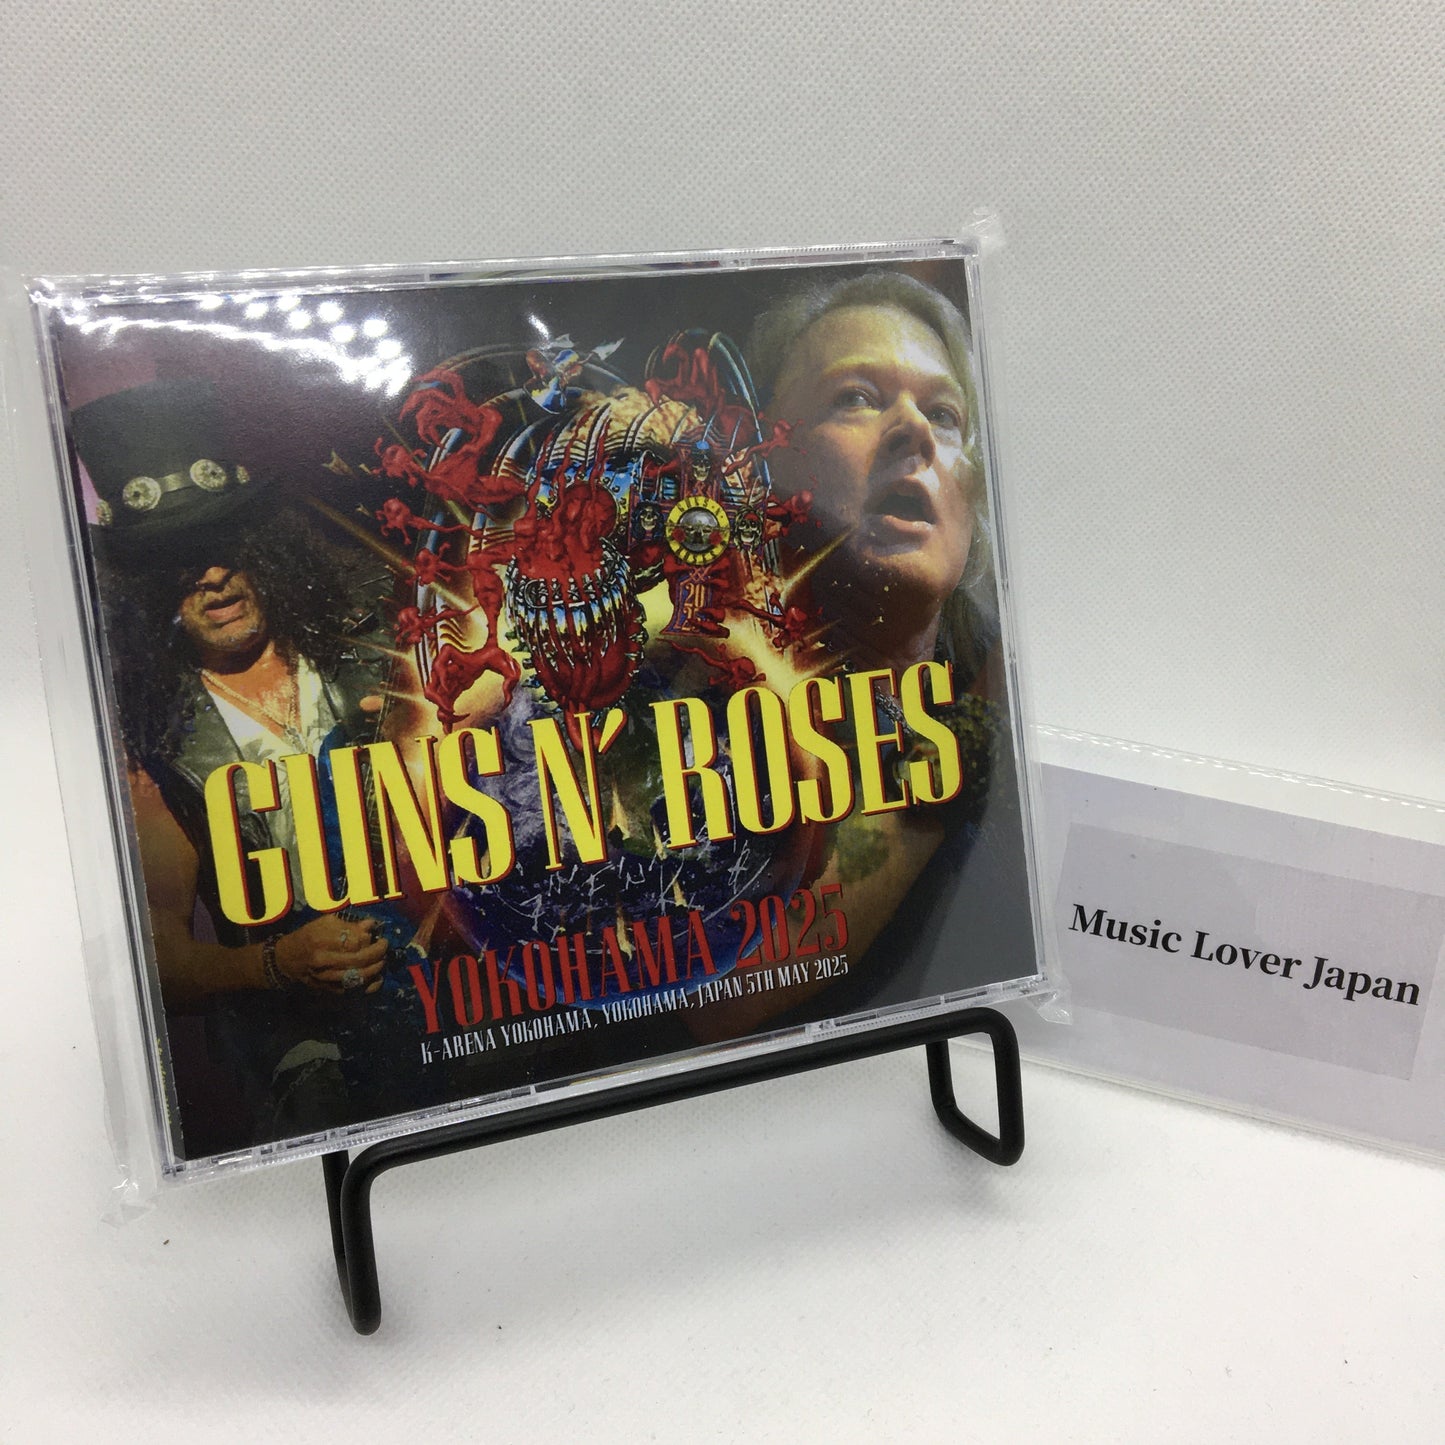 GUNS N' ROSES
YOKOHAMA 2025
K-ARENA YOKOHAMA, YOKOHAMA, JAPAN 5TH MAY 2025
Music Lover Japan